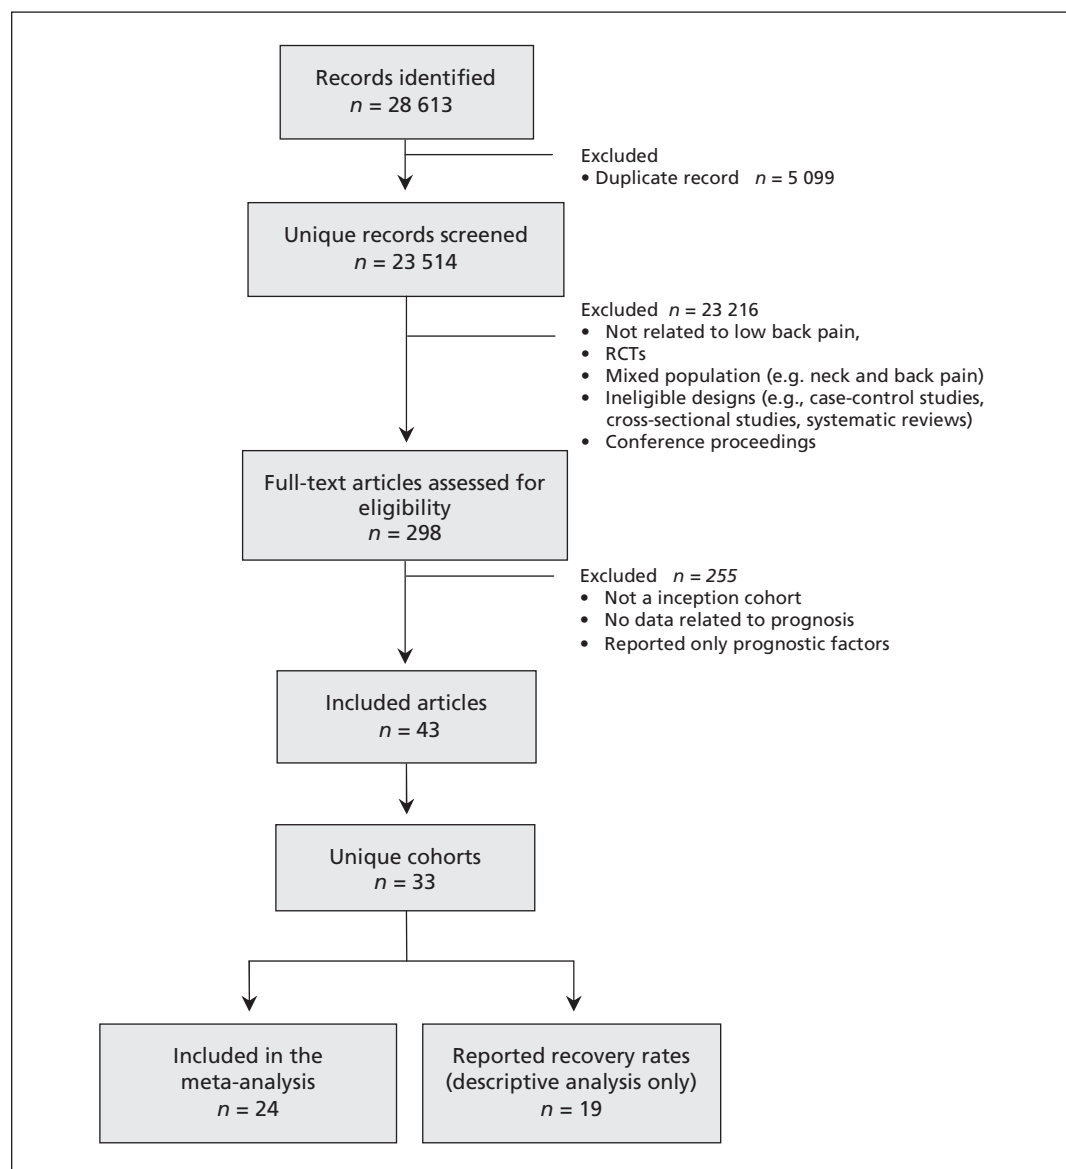 Records identified
n = 28 613
Excluded
• Duplicate record n = 5 099
Unique records screened
n = 23 514
Excluded n = 23 216
• Not related to low back pain,
• RCTs
• Mixed population (e.g. neck and back pain)
• Ineligible designs (e.g., case-control studies,
cross-sectional studies, systematic reviews)
• Conference proceedings
Full-text articles assessed for
eligibility
n = 298
Excluded n = 255
• Not a inception cohort
• No data related to prognosis
• Reported only prognostic factors
Included articles
n = 43
Unique cohorts
n = 33
Included in the
meta-analysis
n = 24
Reported recovery rates
(descriptive analysis only)
n = 19